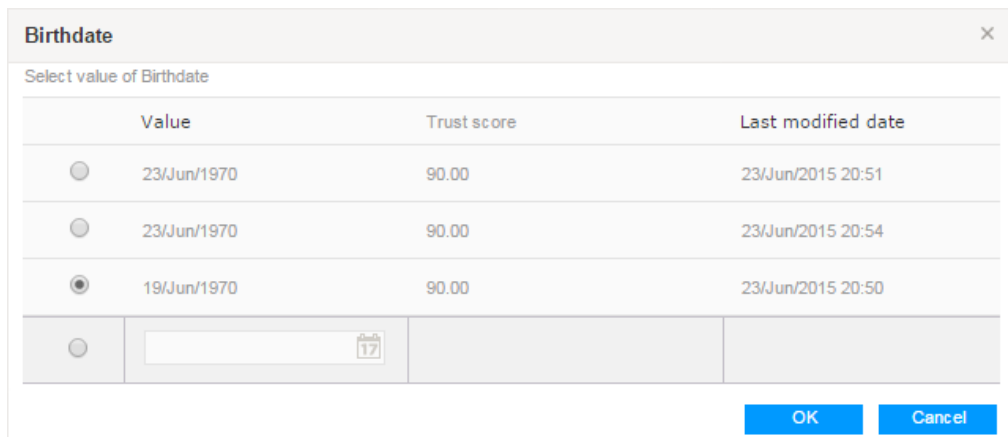 Birthdate
Select value of Birthdate
Value Trust score Last modified date
23/Jun/1970 90.00 23/Jun/2015 20:51
23/Jun/1970 90.00 23/Jun/2015 20:54
19/Jun/1970 90.00 23/Jun/2015 20:50
17
OK Cancel